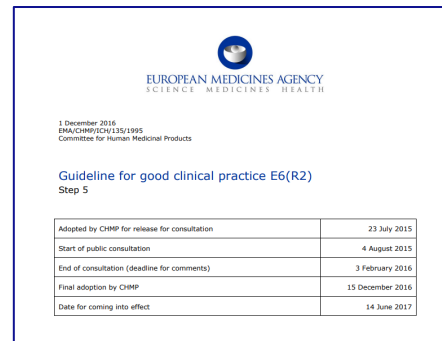 EUROPEAN MEDICINES AGENCY
SCIENCE MEDICINES HEALTH
1 December 2016
EMA/CHMP/ICH/135/1995
Committee for Human Medicinal Products
Guideline for good clinical practice E6(R2)
Step 5
Adopted by CHMP for release for consultation 23 July 2015
Start of public consultation 4 August 2015
End of consultation (deadline for comments) 3 February 2016
Final adoption by CHMP 15 December 2016
Date for coming into effect 14 June 2017